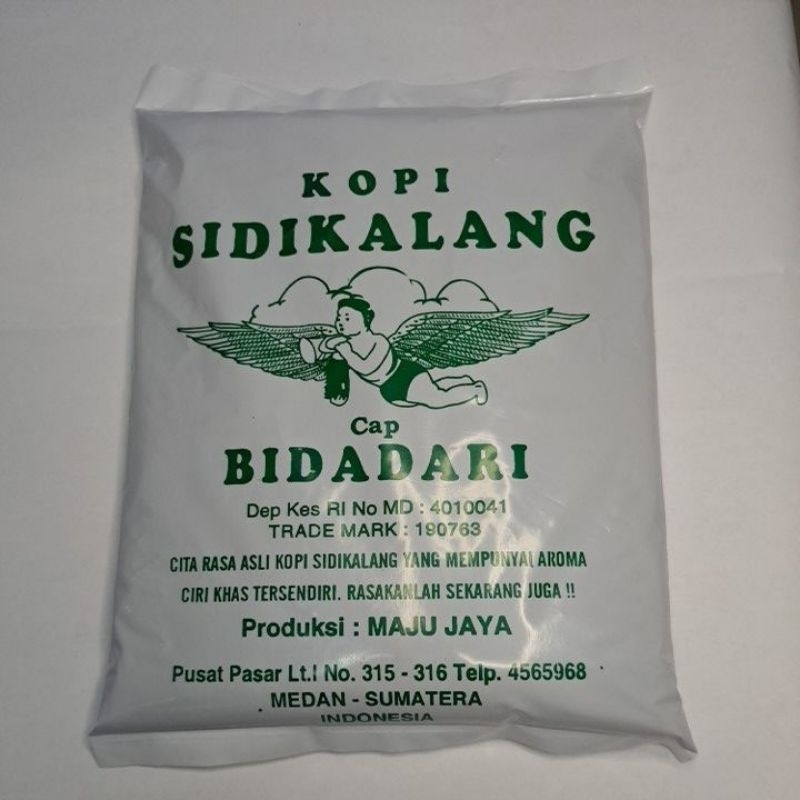 KOPI
SIDIKALANG
Cap
BIDADARI
Dep Kes RI No MD : 4010041
TRADE MARK : 190763
CITA RASA ASLI KOPI SIDIKALANG YANG MEMPUNYAI AROMA
CIRI KHAS TERSENDIRI. RASAKANLAH SEKARANG JUGA !!
Produksi : MAJU JAYA
Pusat Pasar Lt.I No. 315 - 316 Telp. 4565968
MEDAN - SUMATERA
INDONESIA